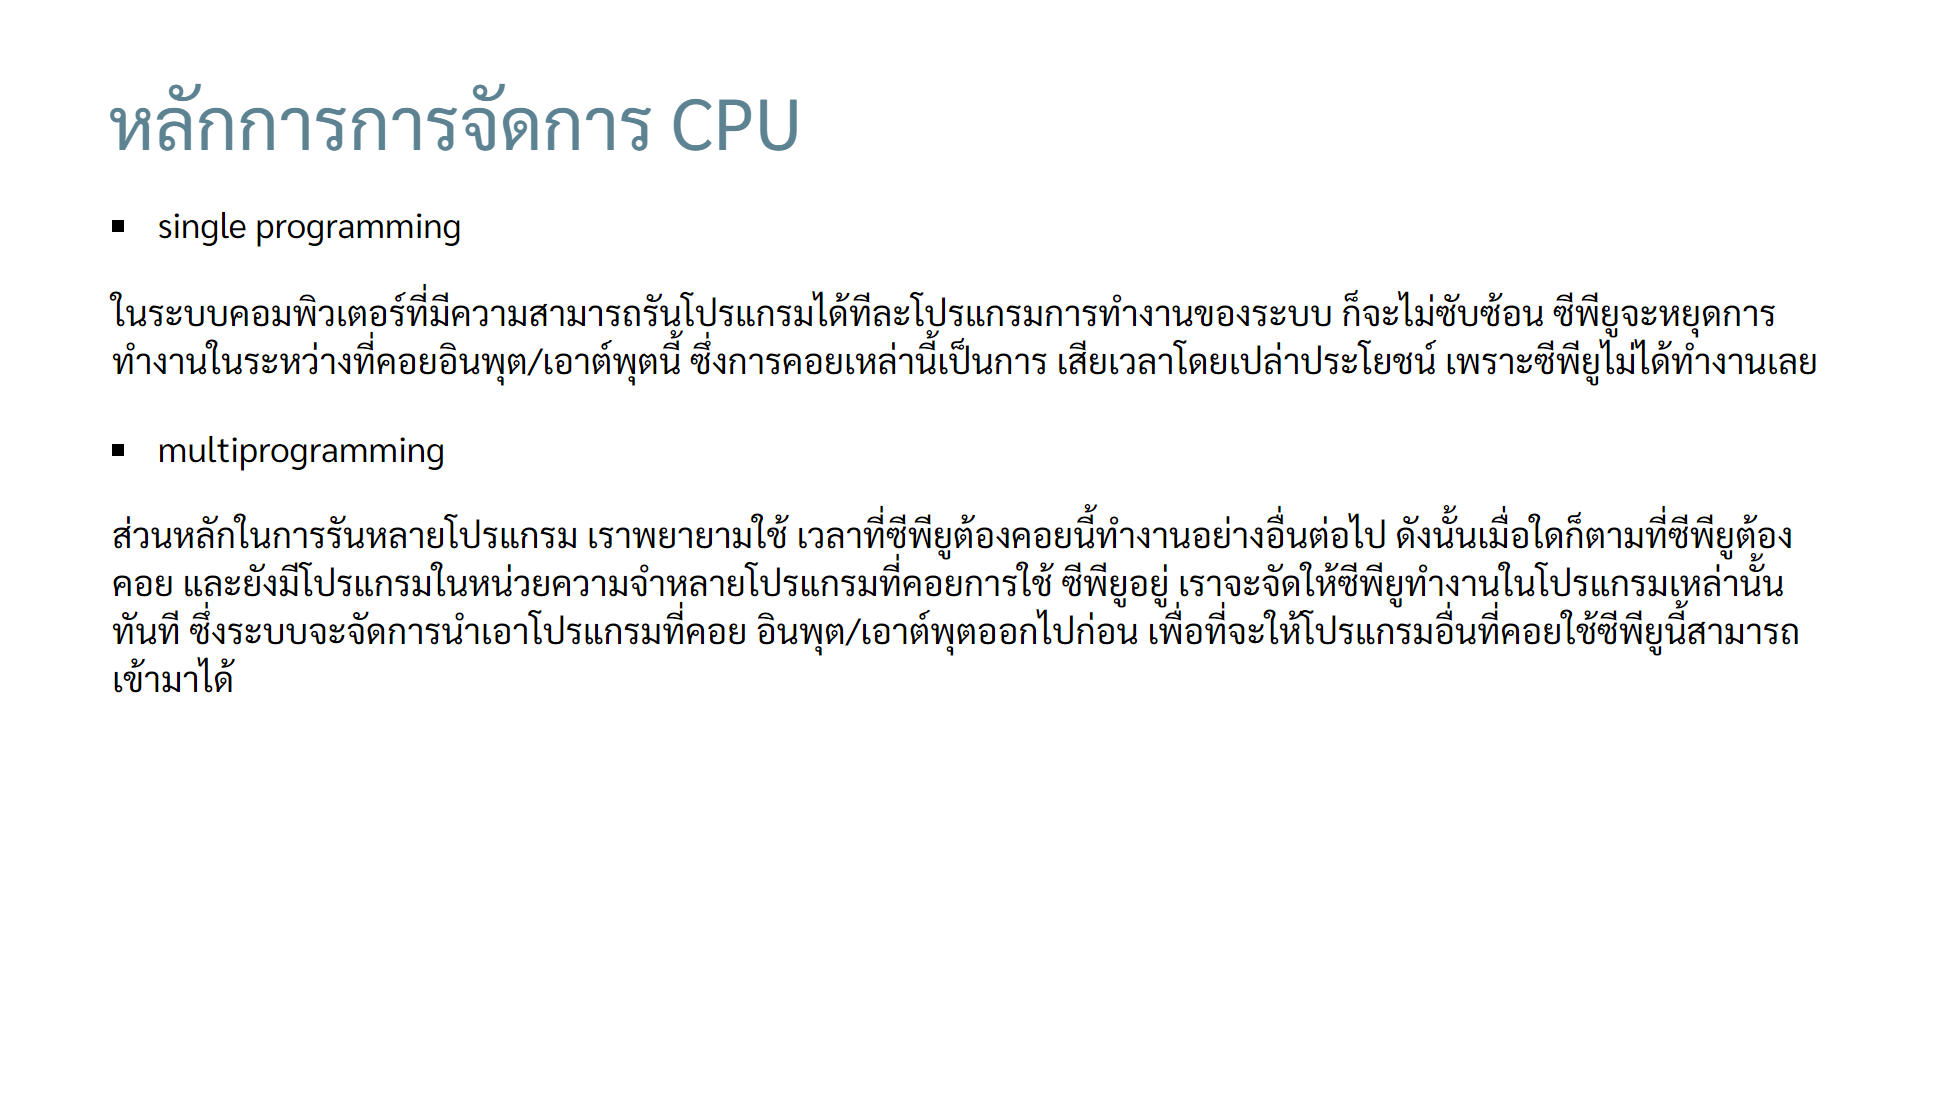 หลักการการจัดการ CPU
▪ single programming
ในระบบคอมพิวเตอร์ที่มีความสามารถรันโปรแกรมได้ทีละโปรแกรมการทำงานของระบบ ก็จะไม่ซับซ้อน ซีพียูจะหยุดการ
ทำงานในระหว่างที่คอยอินพุต/เอาต์พุตนี้ ซึ่งการคอยเหล่านี้เป็นการ เสียเวลาโดยเปล่าประโยชน์ เพราะซีพียูไม่ได้ทำงานเลย
▪ multiprogramming
ส่วนหลักในการรันหลายโปรแกรม เราพยายามใช้ เวลาที่ซีพียูต้องคอยนี้ทำงานอย่างอื่นต่อไป ดังนั้นเมื่อใดก็ตามที่ซีพียูต้อง
คอย และยังมีโปรแกรมในหน่วยความจำหลายโปรแกรมที่คอยการใช้ ซีพียูอยู่ เราจะจัดให้ซีพียูทำงานในโปรแกรมเหล่านั้น
ทันที ซึ่งระบบจะจัดการนำเอาโปรแกรมที่คอย อินพุต/เอาต์พุตออกไปก่อน เพื่อที่จะให้โปรแกรมอื่นที่คอยใช้ซีพียูนี้สามารถ
เข้ามาได้